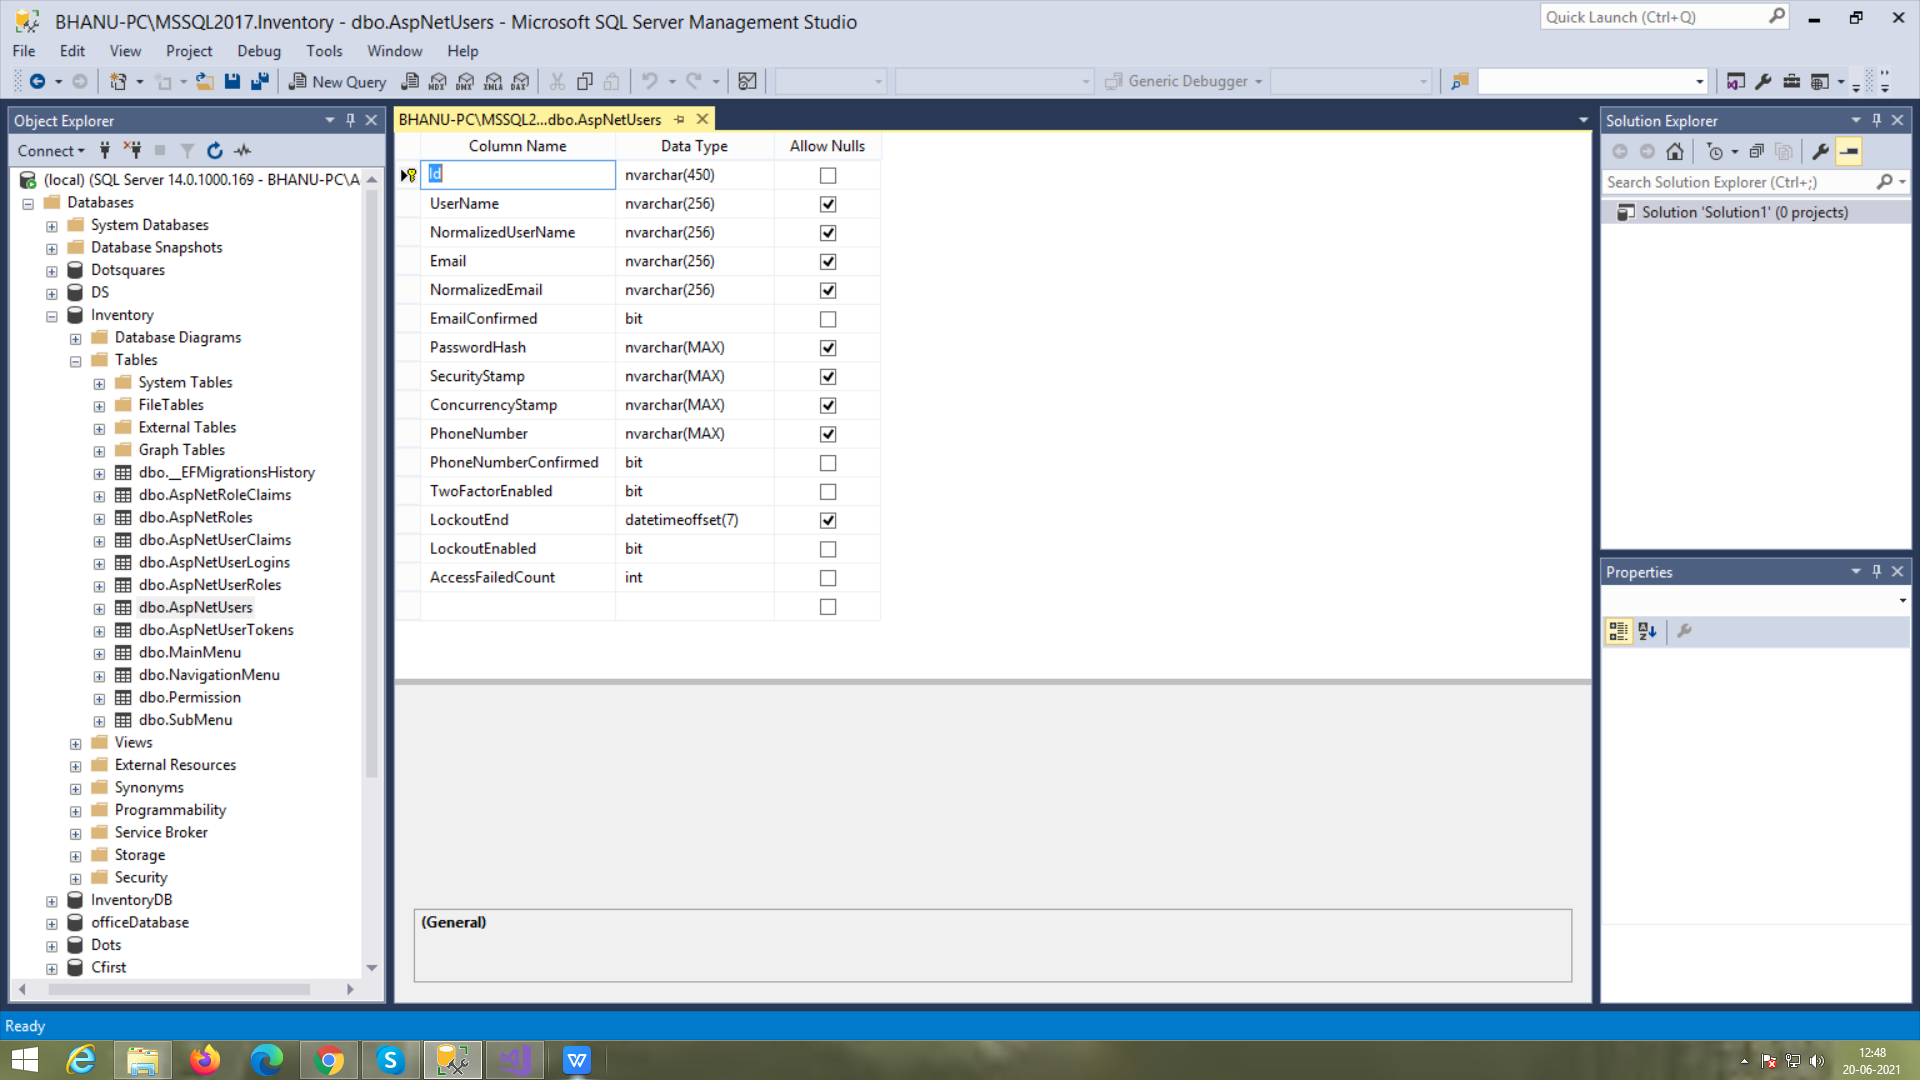 BHANU-PC\MSSQL2017.Inventory - dbo.AspNetUsers - Microsoft SQL Server Management Studio
Quick Launch (Ctrl+Q)
File Edit View Project Debug Tools Window Help
New Query MDX DMX XMLA DAX Generic Debugger
Object Explorer
Connect
(local) (SQL Server 14.0.1000.169 - BHANU-PC\A
Databases
System Databases
Database Snapshots
Dotsquares
DS
Inventory
Database Diagrams
Tables
System Tables
FileTables
External Tables
Graph Tables
dbo.__EFMigrationsHistory
dbo.AspNetRoleClaims
dbo.AspNetRoles
dbo.AspNetUserClaims
dbo.AspNetUserLogins
dbo.AspNetUserRoles
dbo.AspNetUsers
dbo.AspNetUserTokens
dbo.MainMenu
dbo.NavigationMenu
dbo.Permission
dbo.SubMenu
Views
External Resources
Synonyms
Programmability
Service Broker
Storage
Security
InventoryDB
officeDatabase
Dots
Cfirst
BHANU-PC\MSSQL2...dbo.AspNetUsers
Column Name Data Type Allow Nulls
Id nvarchar(450)
UserName nvarchar(256)
NormalizedUserName nvarchar(256)
Email nvarchar(256)
NormalizedEmail nvarchar(256)
EmailConfirmed bit
PasswordHash nvarchar(MAX)
SecurityStamp nvarchar(MAX)
ConcurrencyStamp nvarchar(MAX)
PhoneNumber nvarchar(MAX)
PhoneNumberConfirmed bit
TwoFactorEnabled bit
LockoutEnd datetimeoffset(7)
LockoutEnabled bit
AccessFailedCount int
(General)
Solution Explorer
Search Solution Explorer (Ctrl+;)
Solution 'Solution1' (0 projects)
Properties
Ready
12:48
20-06-2021